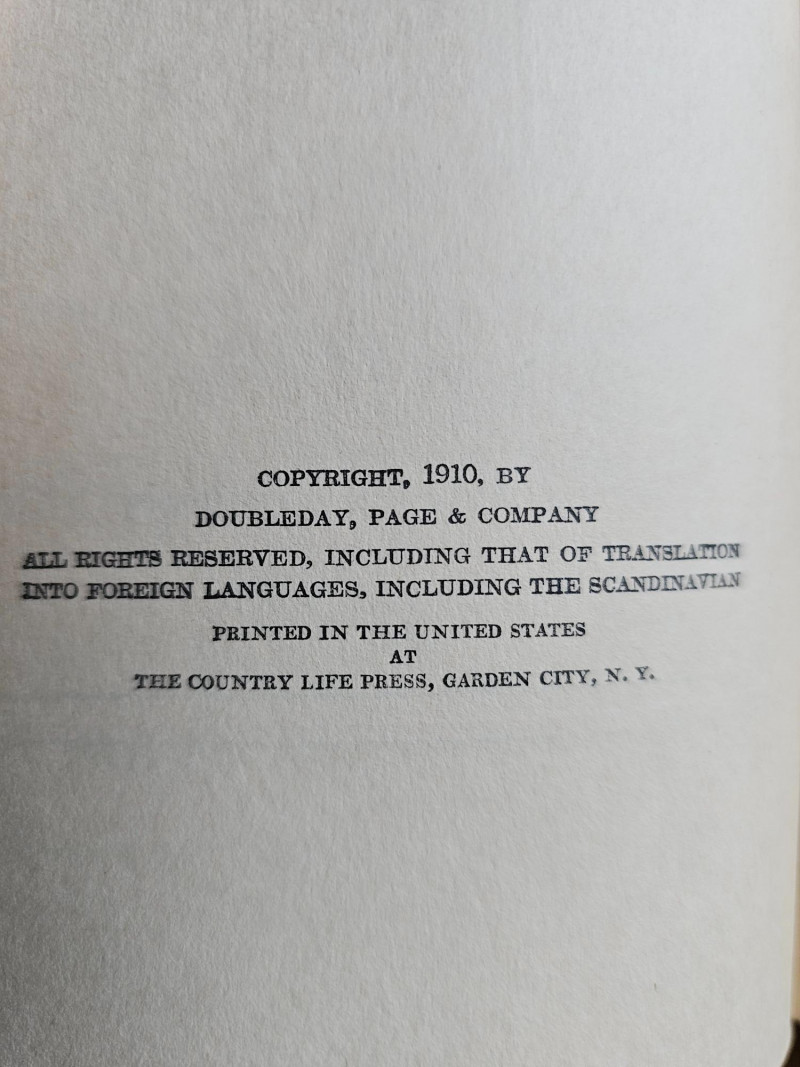 COPYRIGHT, 1910, BY
DOUBLEDAY, PAGE & COMPANY
ALL RIGHTS RESERVED, INCLUDING THAT OF TRANSLATION
INTO FOREIGN LANGUAGES, INCLUDING THE SCANDINAVIAN
PRINTED IN THE UNITED STATES
AT
THE COUNTRY LIFE PRESS, GARDEN CITY, N. Y.